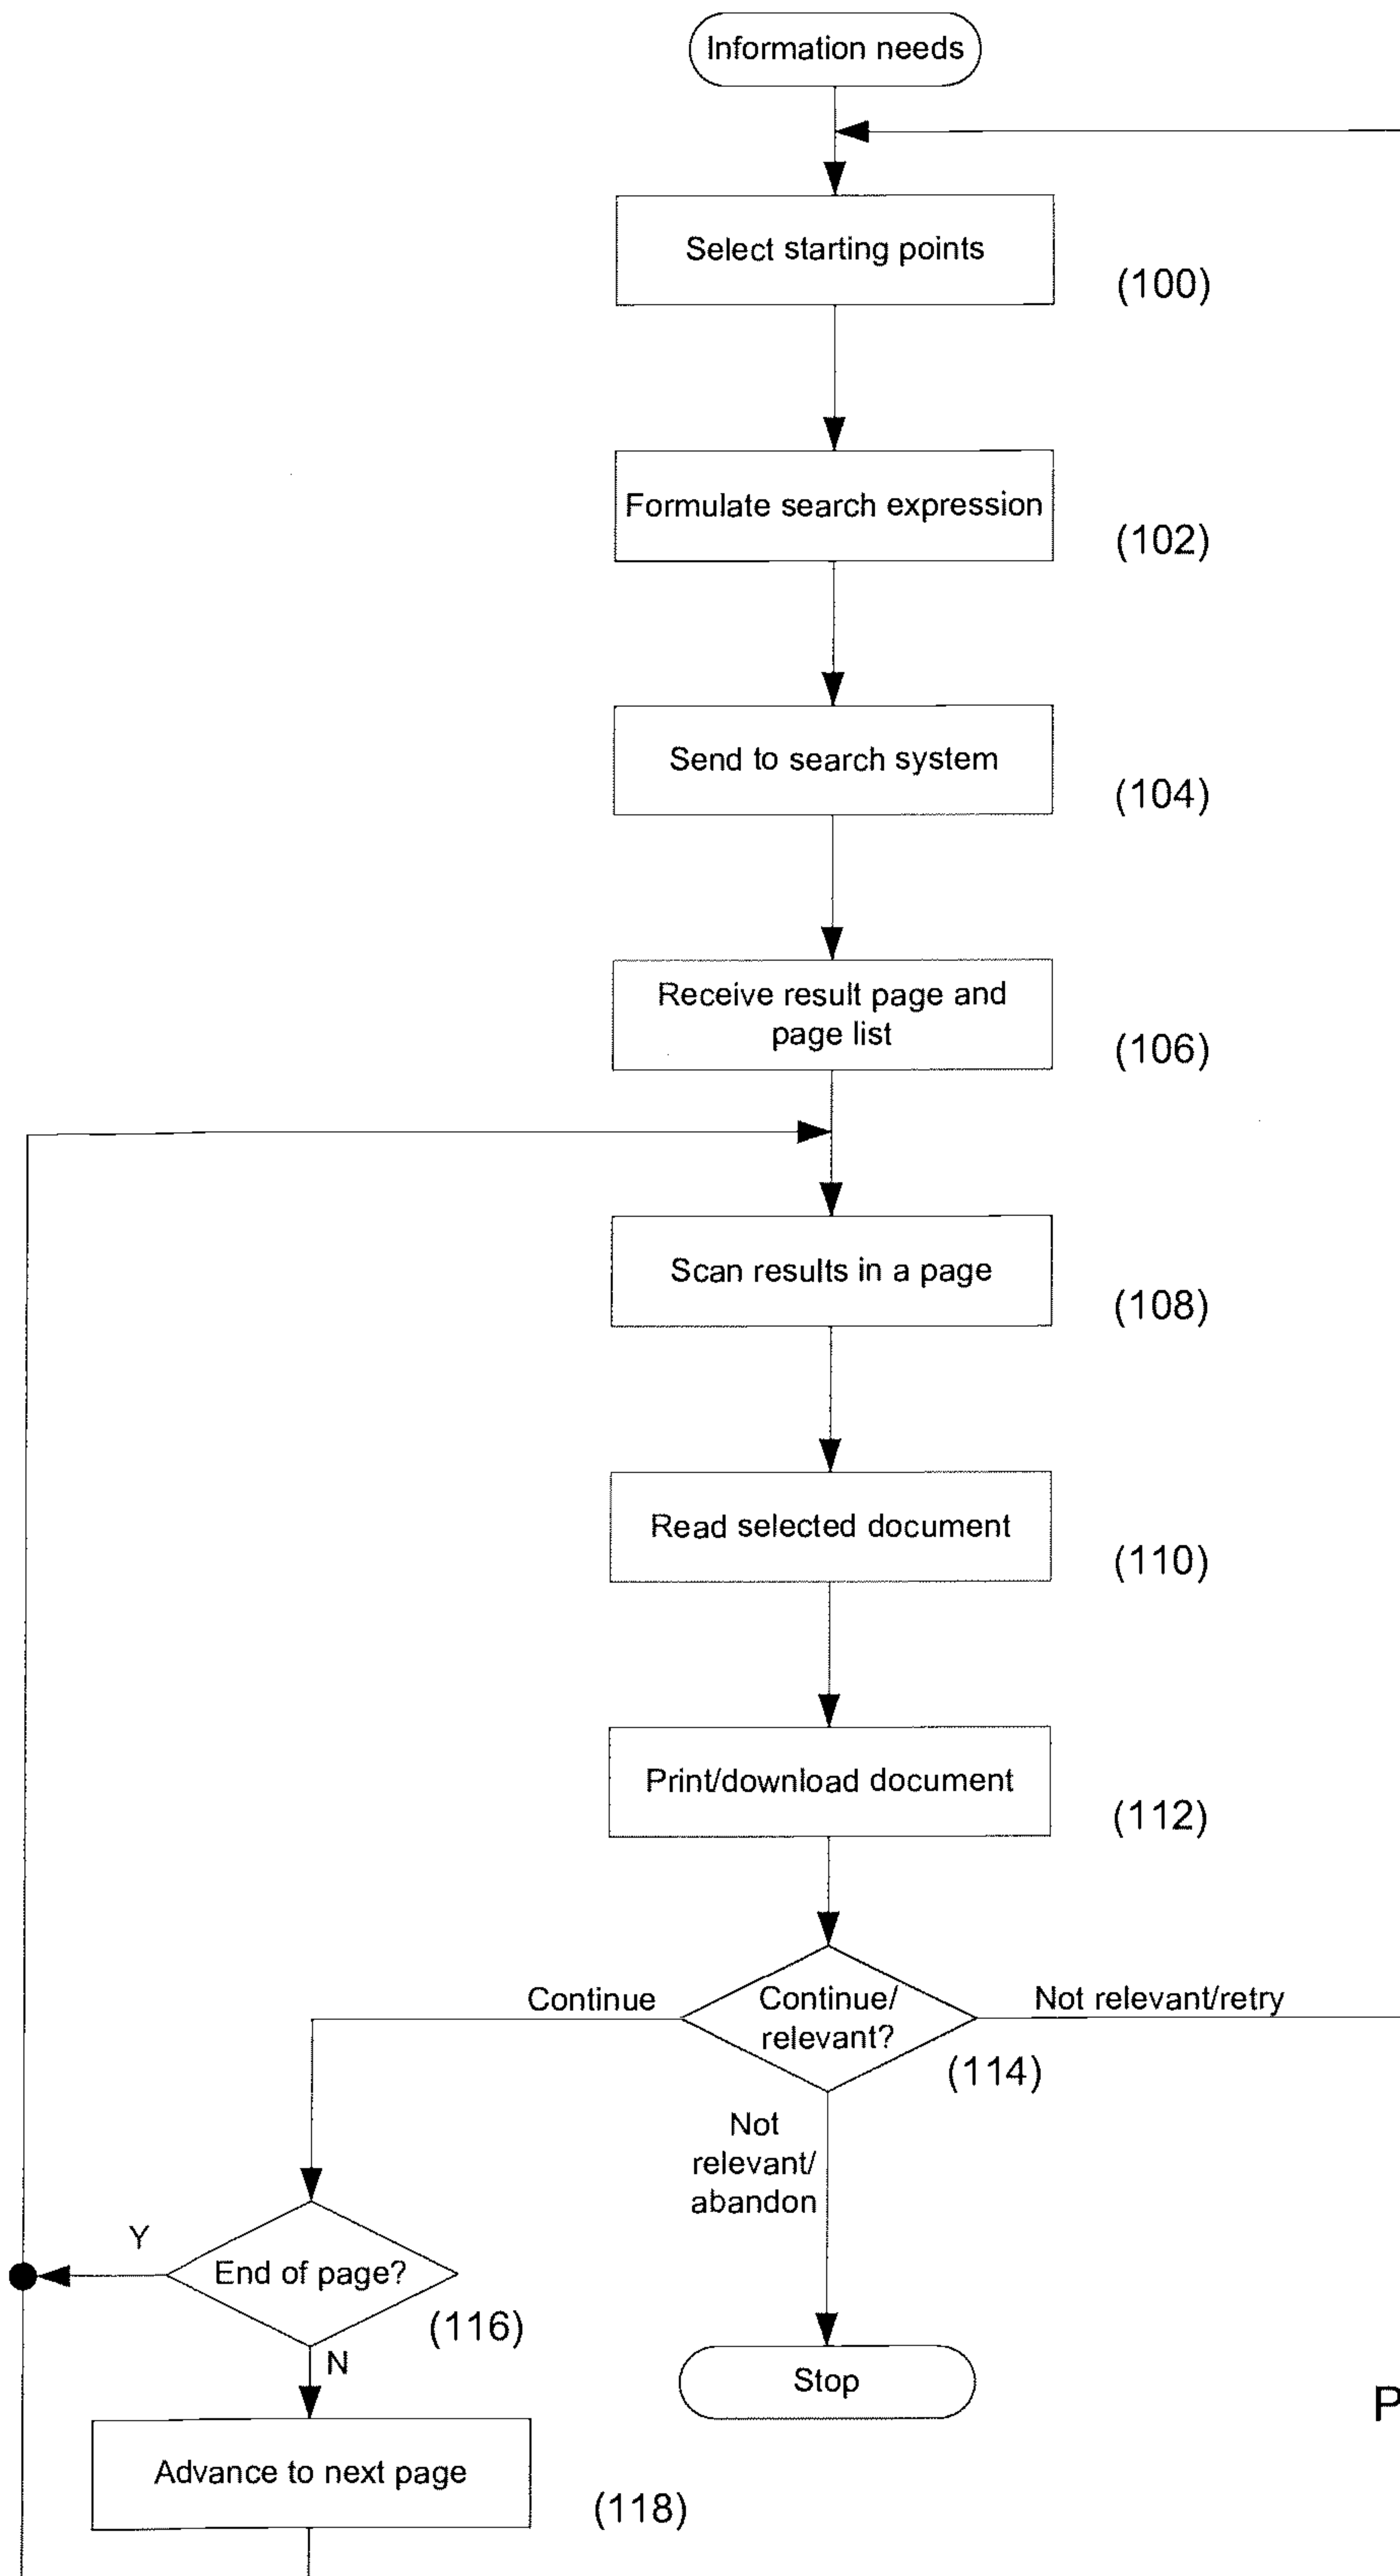 Information needs
Select starting points
(100)
Formulate search expression
(102)
Send to search system
(104)
Receive result page and
page list
(106)
Scan results in a page
(108)
Read selected document
(110)
Print/download document
(112)
Continue
Continue/
relevant?
Not relevant/retry
(114)
Not
relevant/
abandon
Y
End of page?
(116)
N
Stop
P
Advance to next page
(118)